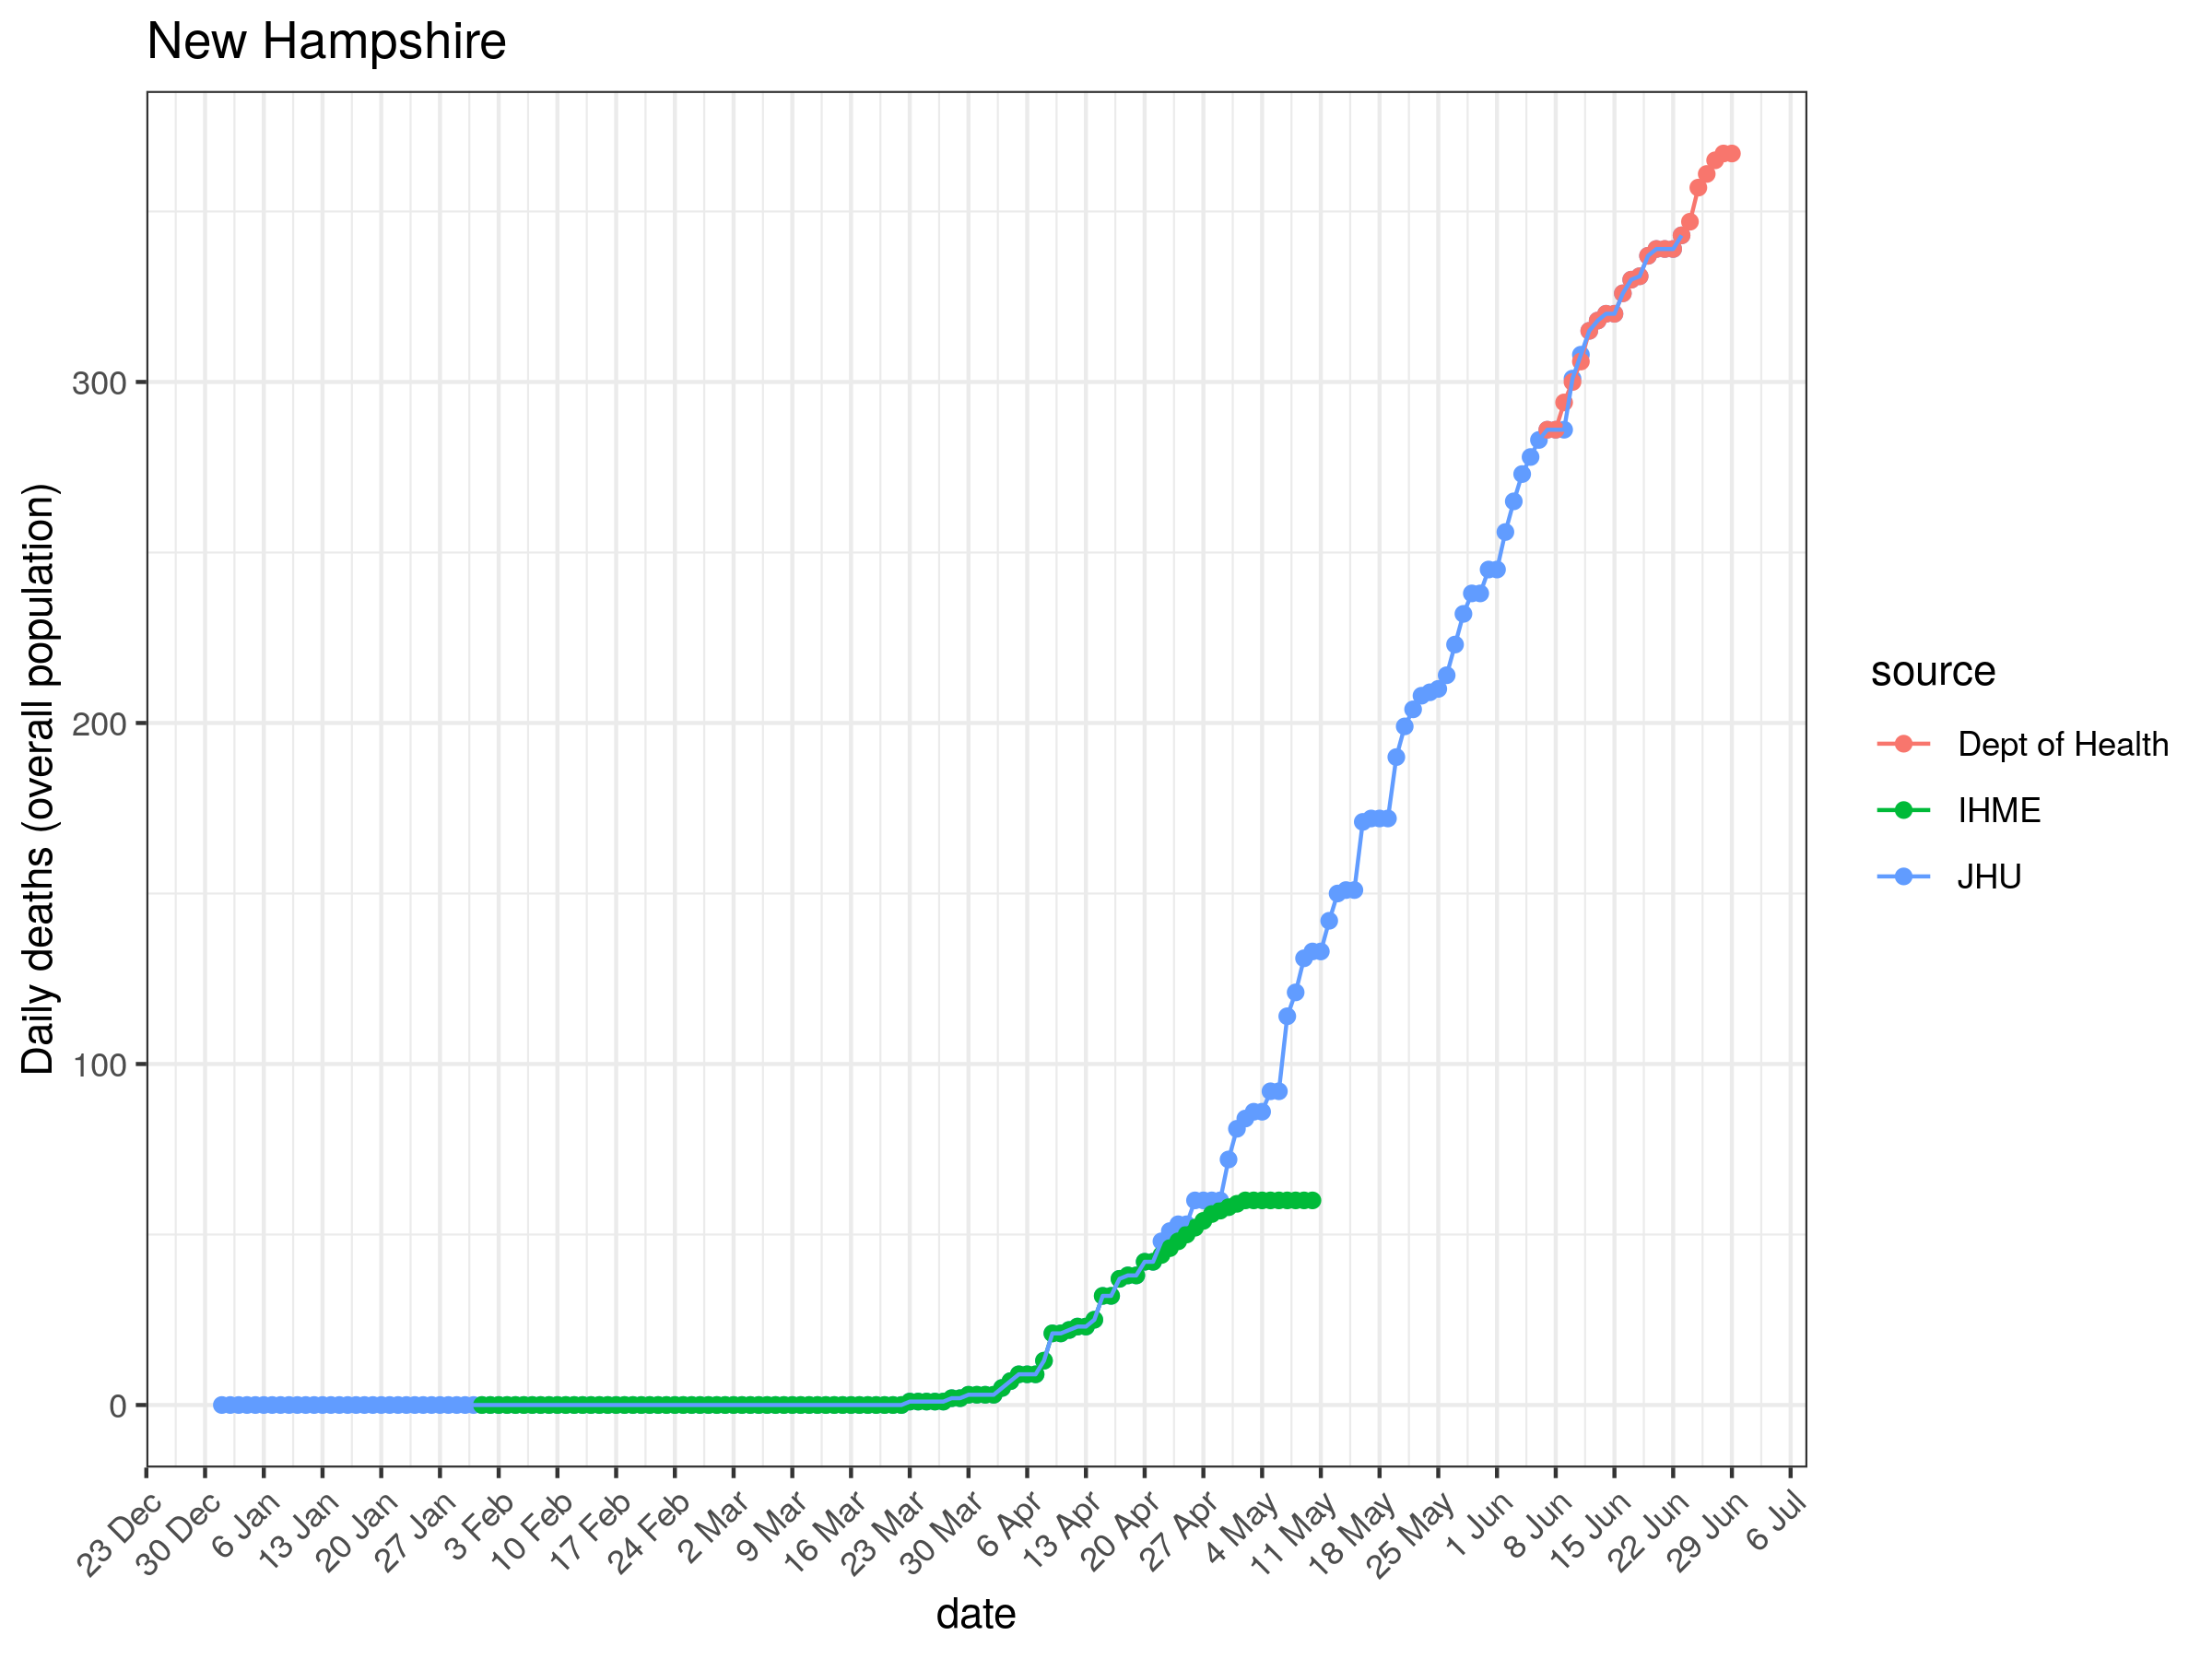 New Hampshire
Daily deaths (overall population)
300
200
100
0
23 Dec
30 Dec
6 Jan
13 Jan
20 Jan
27 Jan
3 Feb
10 Feb
17 Feb
24 Feb
2 Mar
9 Mar
16 Mar
23 Mar
30 Mar
6 Apr
13 Apr
20 Apr
27 Apr
4 May
11 May
18 May
25 May
1 Jun
8 Jun
15 Jun
22 Jun
29 Jun
6 Jul
date
source
Dept of Health
IHME
JHU